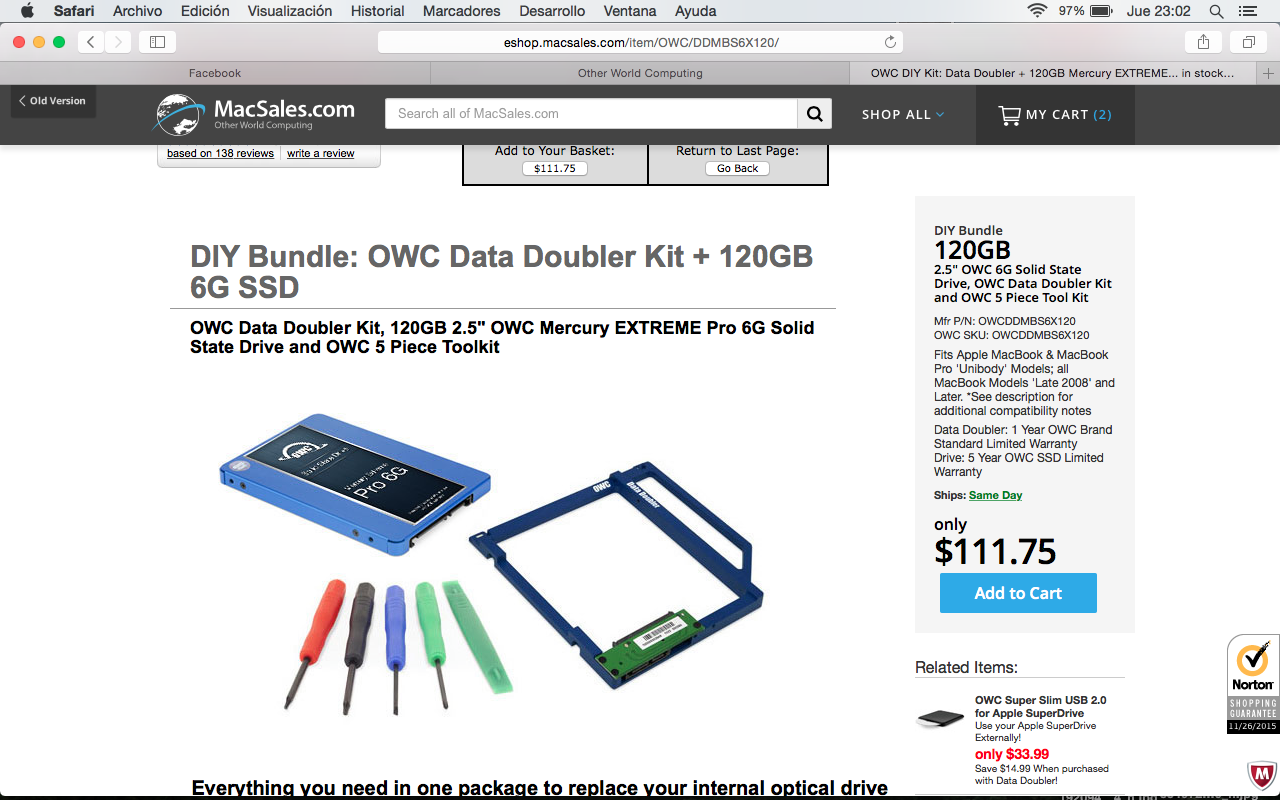 Safari Archivo Edición Visualización Historial Marcadores Desarrollo Ventana Ayuda 97% Jue 23:02
eshop.macsales.com/item/OWC/DDMBS6X120/
Facebook Other World Computing OWC DIY Kit: Data Doubler + 120GB Mercury EXTREME... in stock...
Old Version
MacSales.com
Other World Computing
Search all of MacSales.com
SHOP ALL
MY CART (2)
based on 138 reviews write a review
Add to Your Basket:
$111.75
Return to Last Page:
Go Back
DIY Bundle: OWC Data Doubler Kit + 120GB
6G SSD
OWC Data Doubler Kit, 120GB 2.5" OWC Mercury EXTREME Pro 6G Solid
State Drive and OWC 5 Piece Toolkit
OWC
Pro 6G
OWC Data Doubler
Everything you need in one package to replace your internal optical drive
DIY Bundle
120GB
2.5" OWC 6G Solid State
Drive, OWC Data Doubler Kit
and OWC 5 Piece Tool Kit
Mfr P/N: OWCDDMBS6X120
OWC SKU: OWCDDMBS6X120
Fits Apple MacBook & MacBook
Pro 'Unibody' Models; all
MacBook Models 'Late 2008' and
Later. *See description for
additional compatibility notes
Data Doubler: 1 Year OWC Brand
Standard Limited Warranty
Drive: 5 Year OWC SSD Limited
Warranty
Ships: Same Day
only
$111.75
Add to Cart
Related Items:
OWC Super Slim USB 2.0
for Apple SuperDrive
Use your Apple SuperDrive
Externally!
only $33.99
Save $14.99 When purchased
with Data Doubler!
Norton
SHOPPING
GUARANTEE
11/26/2015